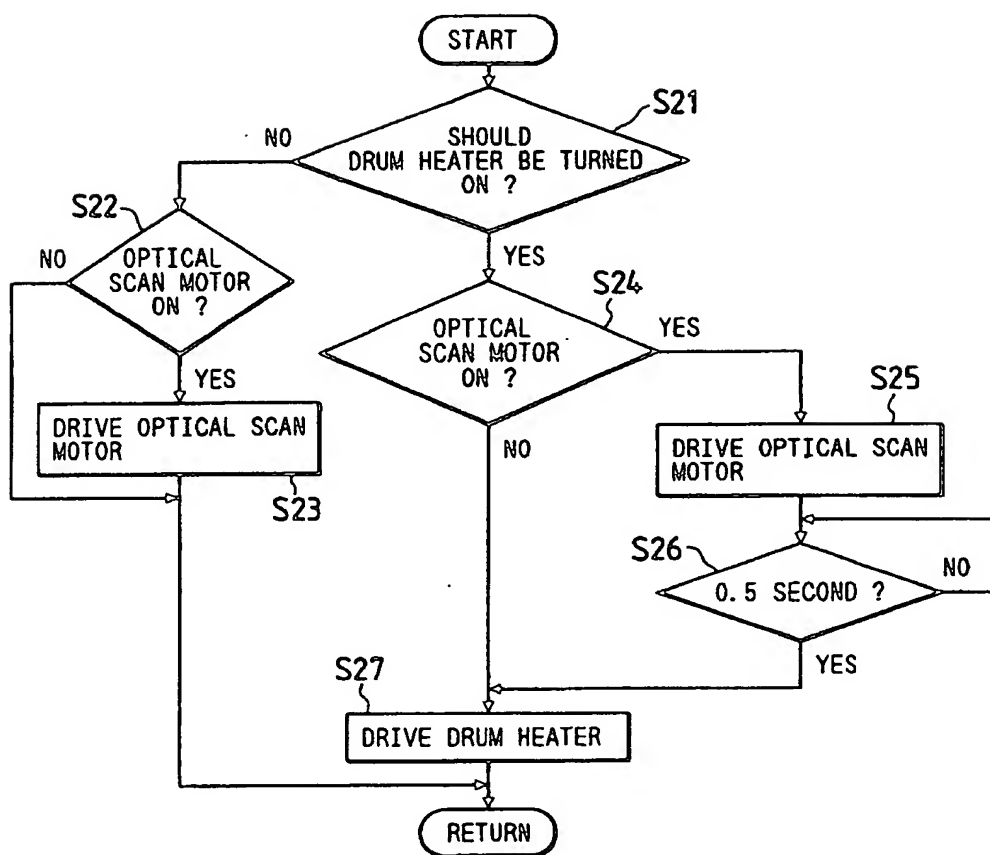 START
S21
NO
SHOULD
DRUM HEATER BE TURNED
ON ?
YES
S22
NO
OPTICAL
SCAN MOTOR
ON ?
YES
S24
OPTICAL
SCAN MOTOR
ON ?
YES
NO
DRIVE OPTICAL SCAN
MOTOR
S23
S25
DRIVE OPTICAL SCAN
MOTOR
S26
0.5 SECOND ?
NO
YES
S27
DRIVE DRUM HEATER
RETURN